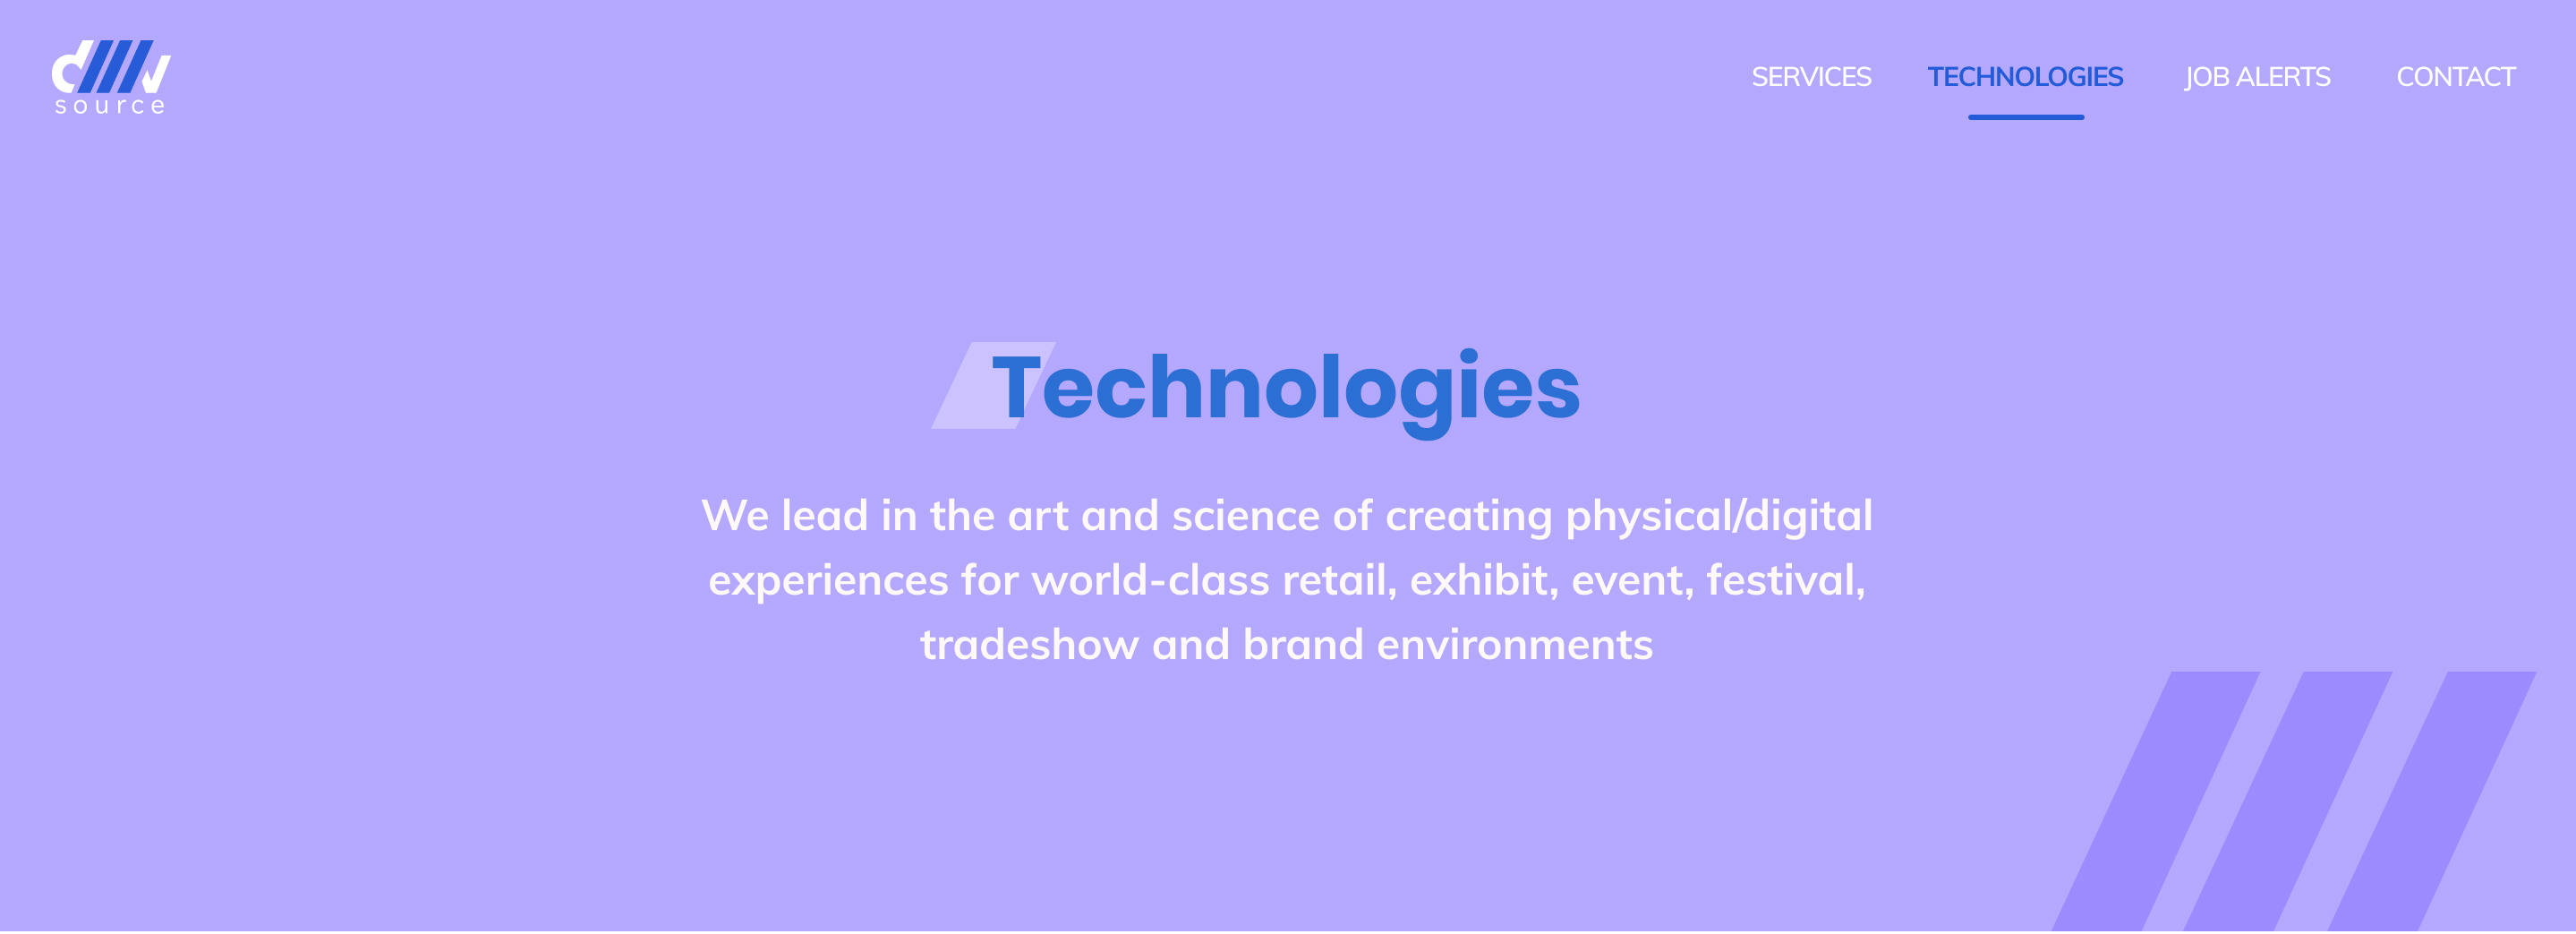 source
SERVICES TECHNOLOGIES JOB ALERTS CONTACT
Technologies
We lead in the art and science of creating physical/digital
experiences for world-class retail, exhibit, event, festival,
tradeshow and brand environments